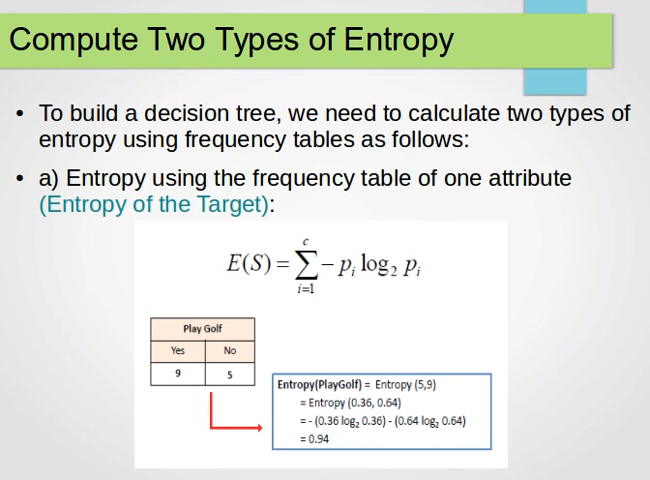 Compute Two Types of Entropy
• To build a decision tree, we need to calculate two types of
entropy using frequency tables as follows:
• a) Entropy using the frequency table of one attribute
(Entropy of the Target):
c
E(S) = ∑ – pᵢ log₂ pᵢ
i=1
Play Golf
Yes No
9 5
Entropy(PlayGolf) = Entropy (5,9)
= Entropy (0.36, 0.64)
= - (0.36 log₂ 0.36) - (0.64 log₂ 0.64)
= 0.94